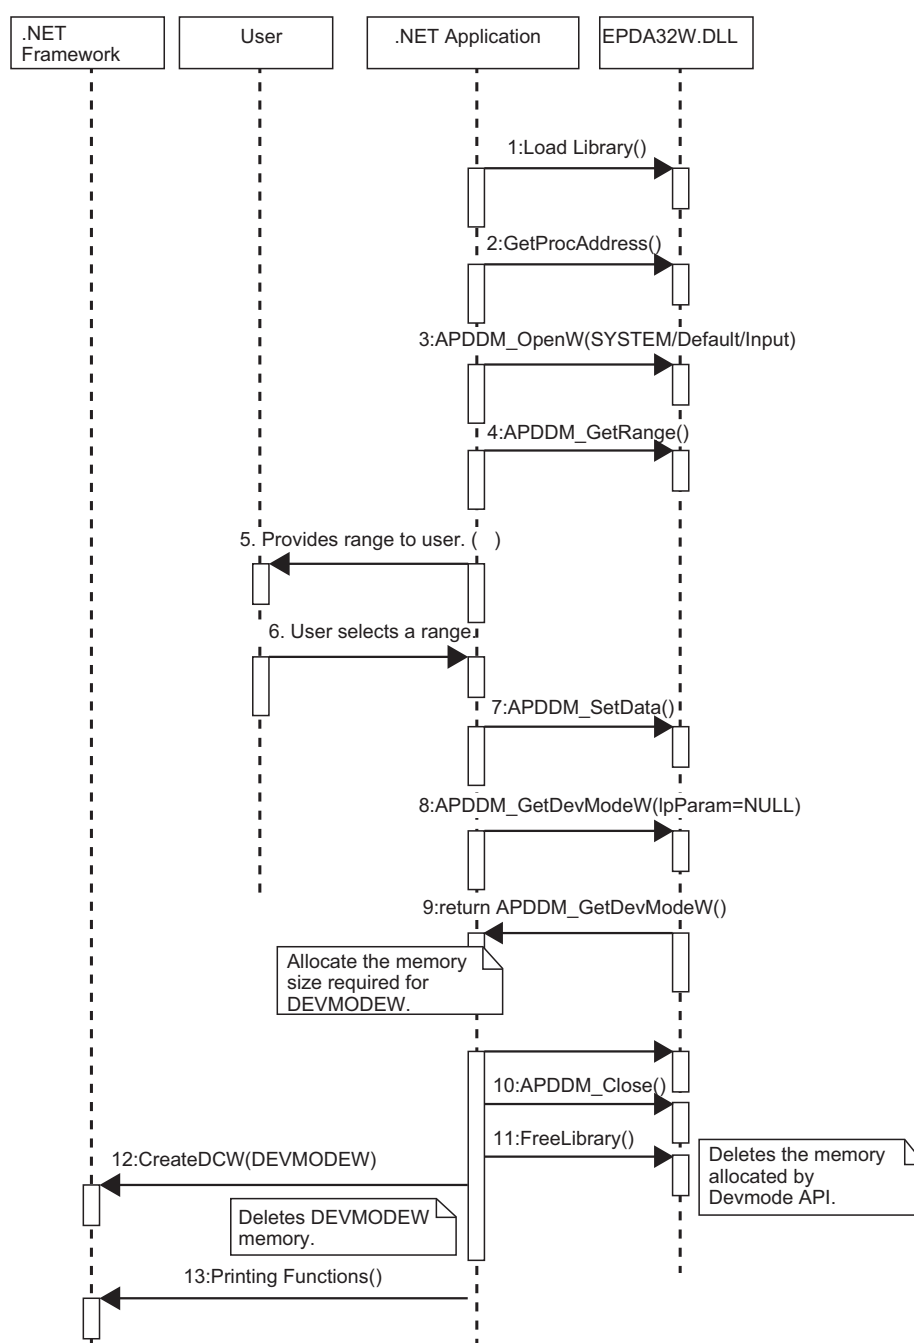 .NET
Framework
User
.NET Application
EPDA32W.DLL
1:Load Library()
2:GetProcAddress()
3:APDDM_OpenW(SYSTEM/Default/Input)
4:APDDM_GetRange()
5. Provides range to user. (   )
6. User selects a range.
7:APDDM_SetData()
8:APDDM_GetDevModeW(lpParam=NULL)
9:return APDDM_GetDevModeW()
Allocate the memory
size required for
DEVMODEW.
10:APDDM_Close()
11:FreeLibrary()
12:CreateDCW(DEVMODEW)
Deletes the memory
allocated by
Devmode API.
Deletes DEVMODEW
memory.
13:Printing Functions()